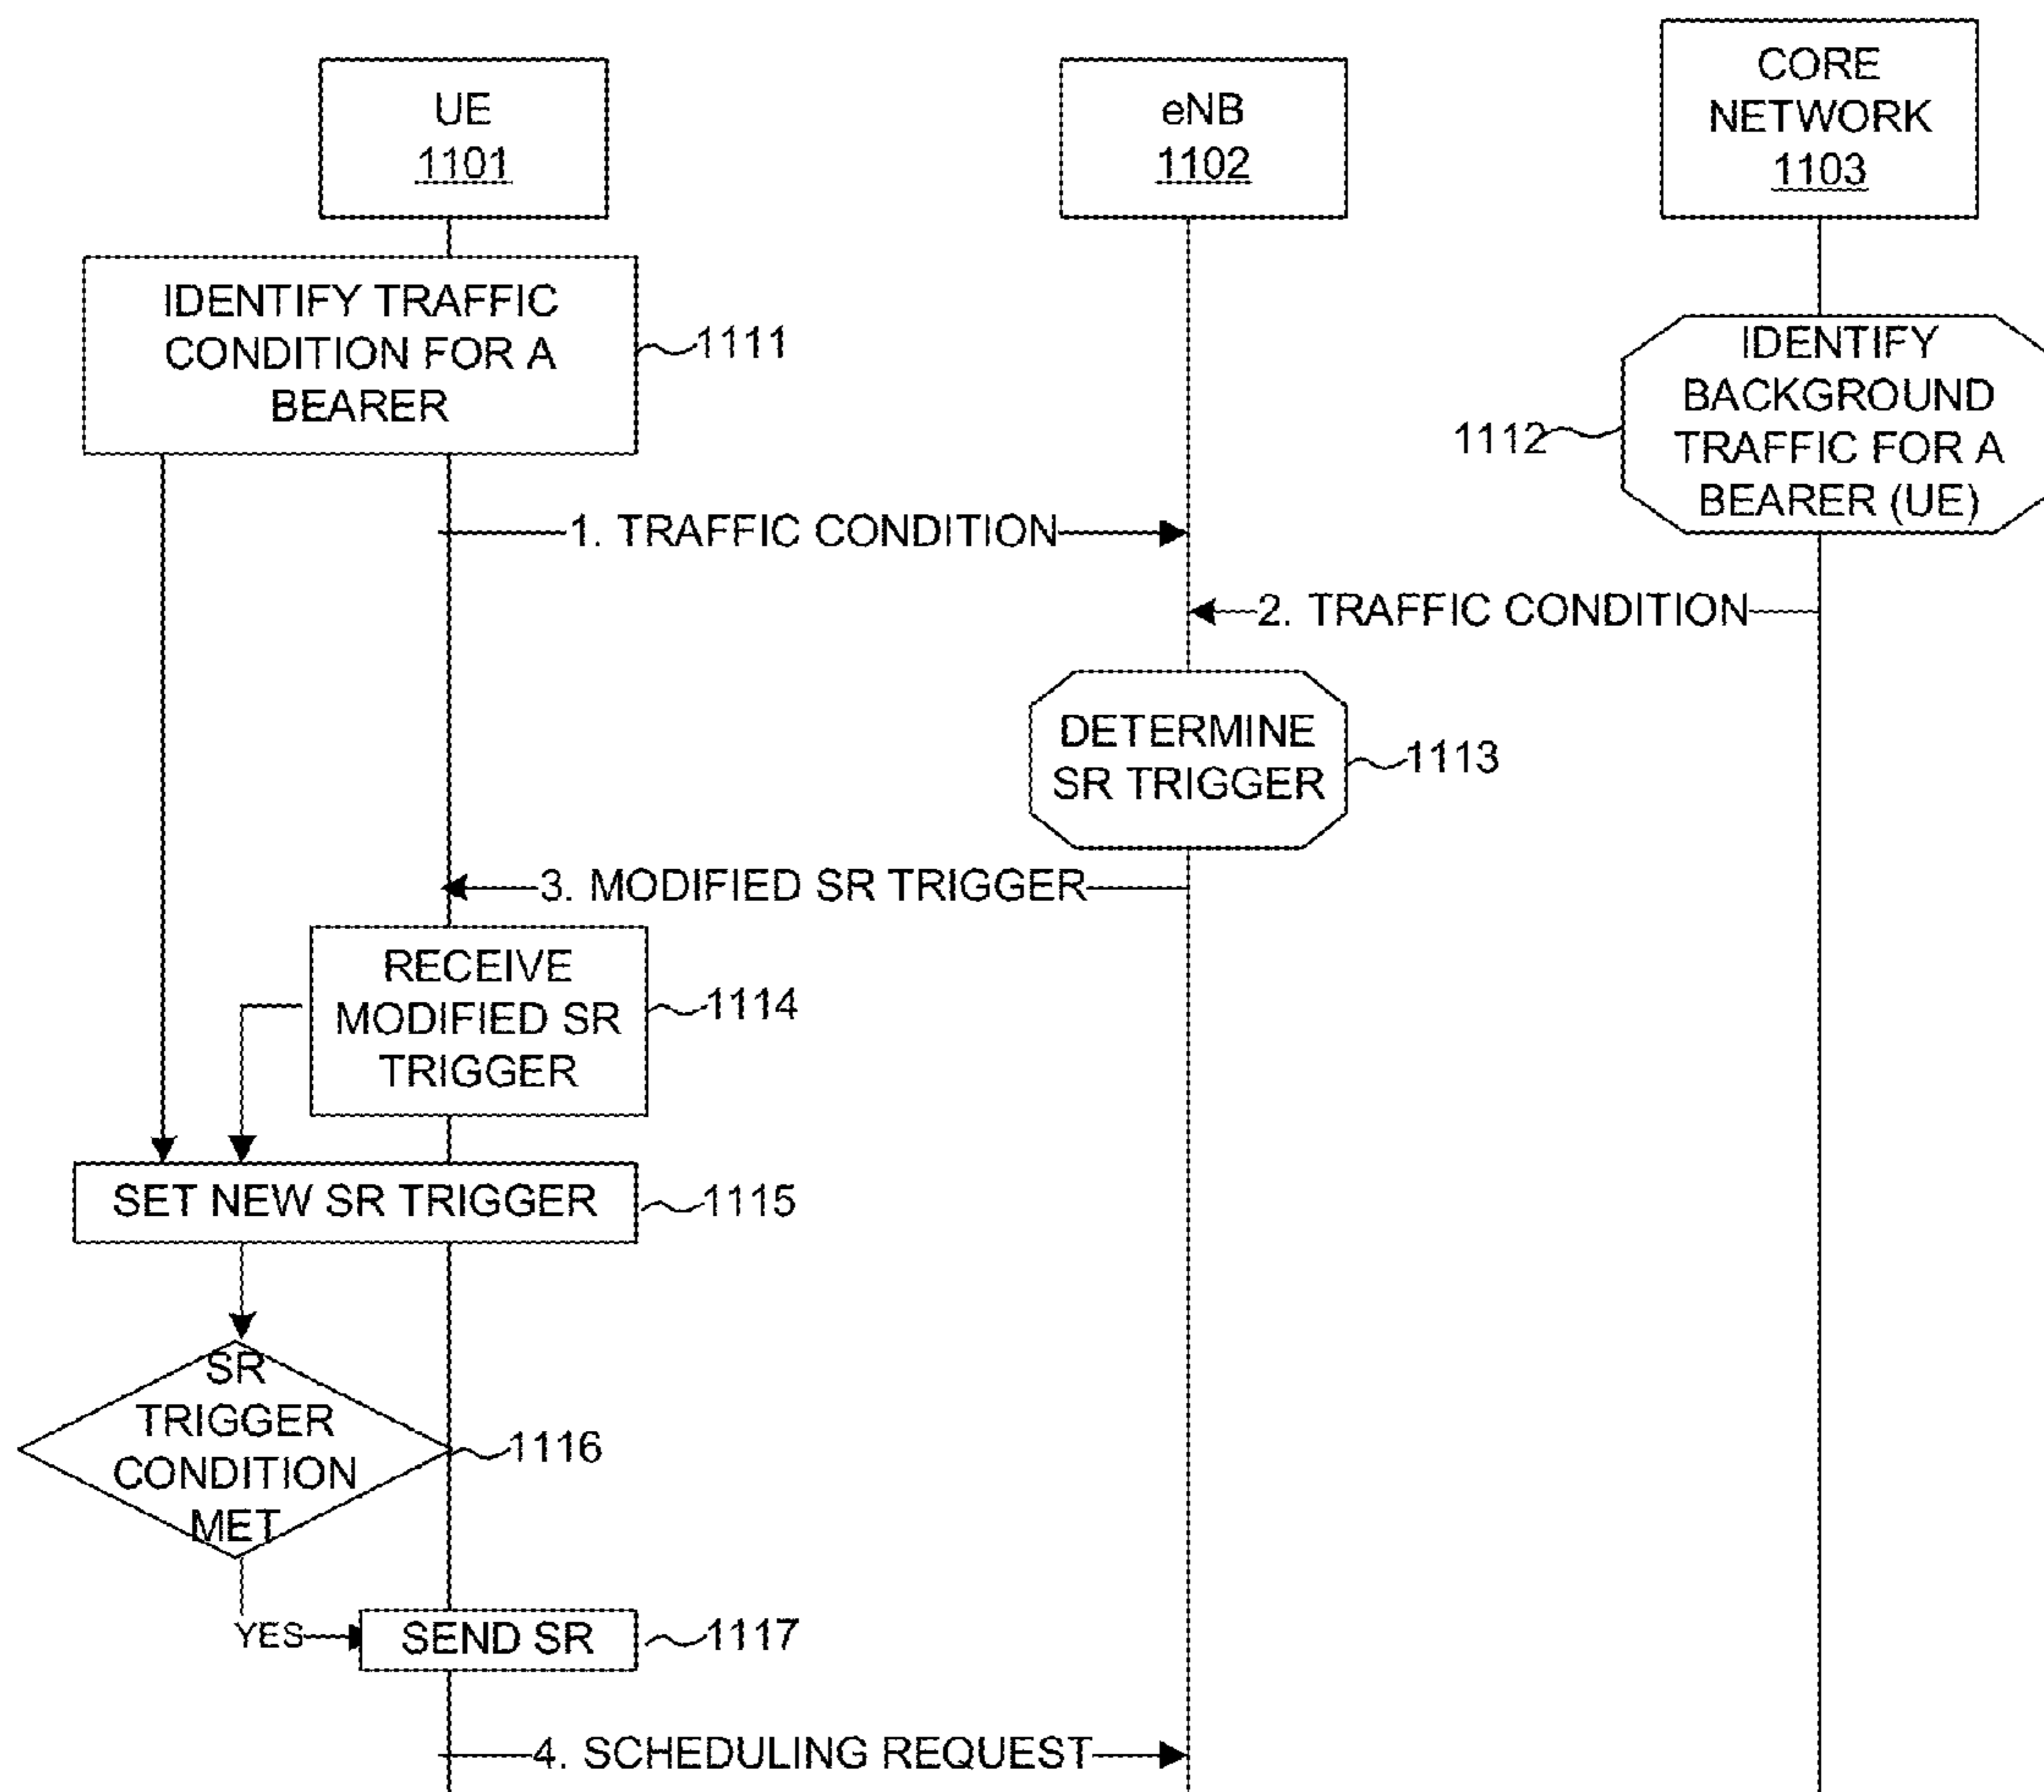 UE
1101
eNB
1102
CORE
NETWORK
1103
IDENTIFY TRAFFIC
CONDITION FOR A
BEARER
1111
IDENTIFY
BACKGROUND
TRAFFIC FOR A
BEARER (UE)
1112
1. TRAFFIC CONDITION
2. TRAFFIC CONDITION
DETERMINE
SR TRIGGER
1113
3. MODIFIED SR TRIGGER
RECEIVE
MODIFIED SR
TRIGGER
1114
SET NEW SR TRIGGER
1115
SR
TRIGGER
CONDITION
MET
1116
YES
SEND SR
1117
4. SCHEDULING REQUEST